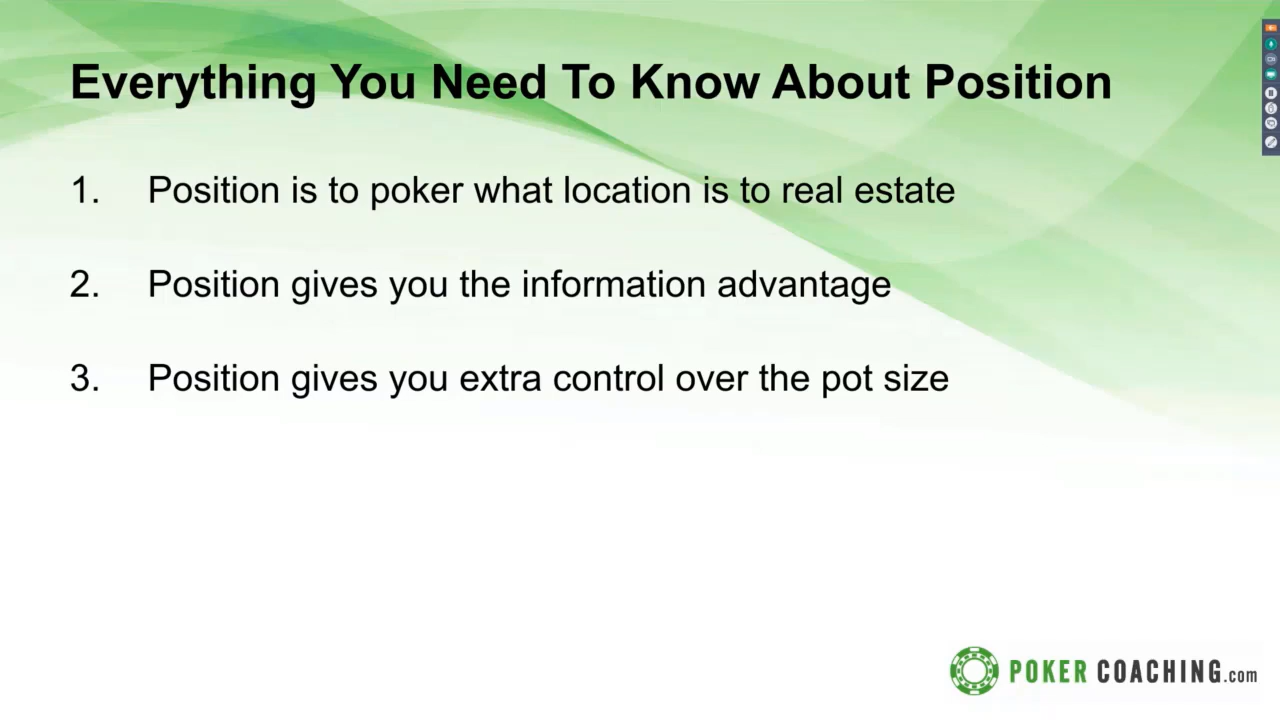 Everything You Need To Know About Position
1. Position is to poker what location is to real estate
2. Position gives you the information advantage
3. Position gives you extra control over the pot size
POKER COACHING.com